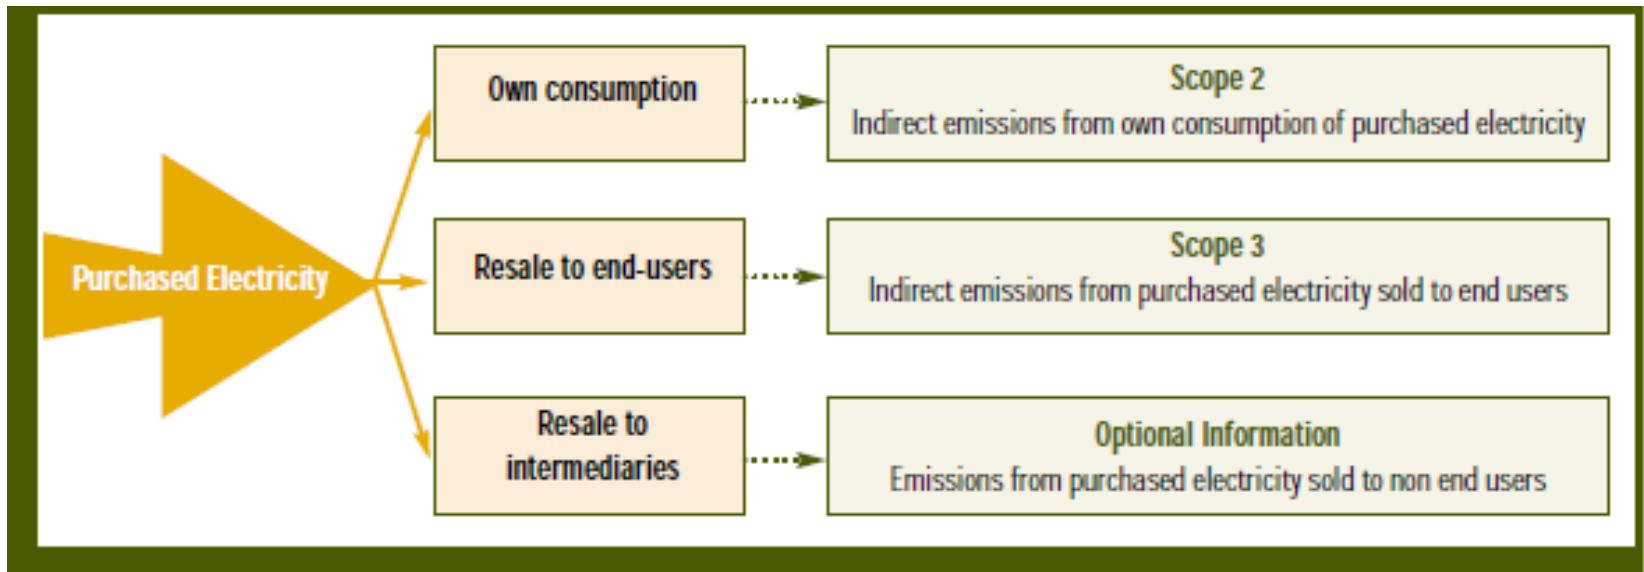 Purchased Electricity
Own consumption
Scope 2
Indirect emissions from own consumption of purchased electricity
Resale to end-users
Scope 3
Indirect emissions from purchased electricity sold to end users
Resale to
intermediaries
Optional Information
Emissions from purchased electricity sold to non end users